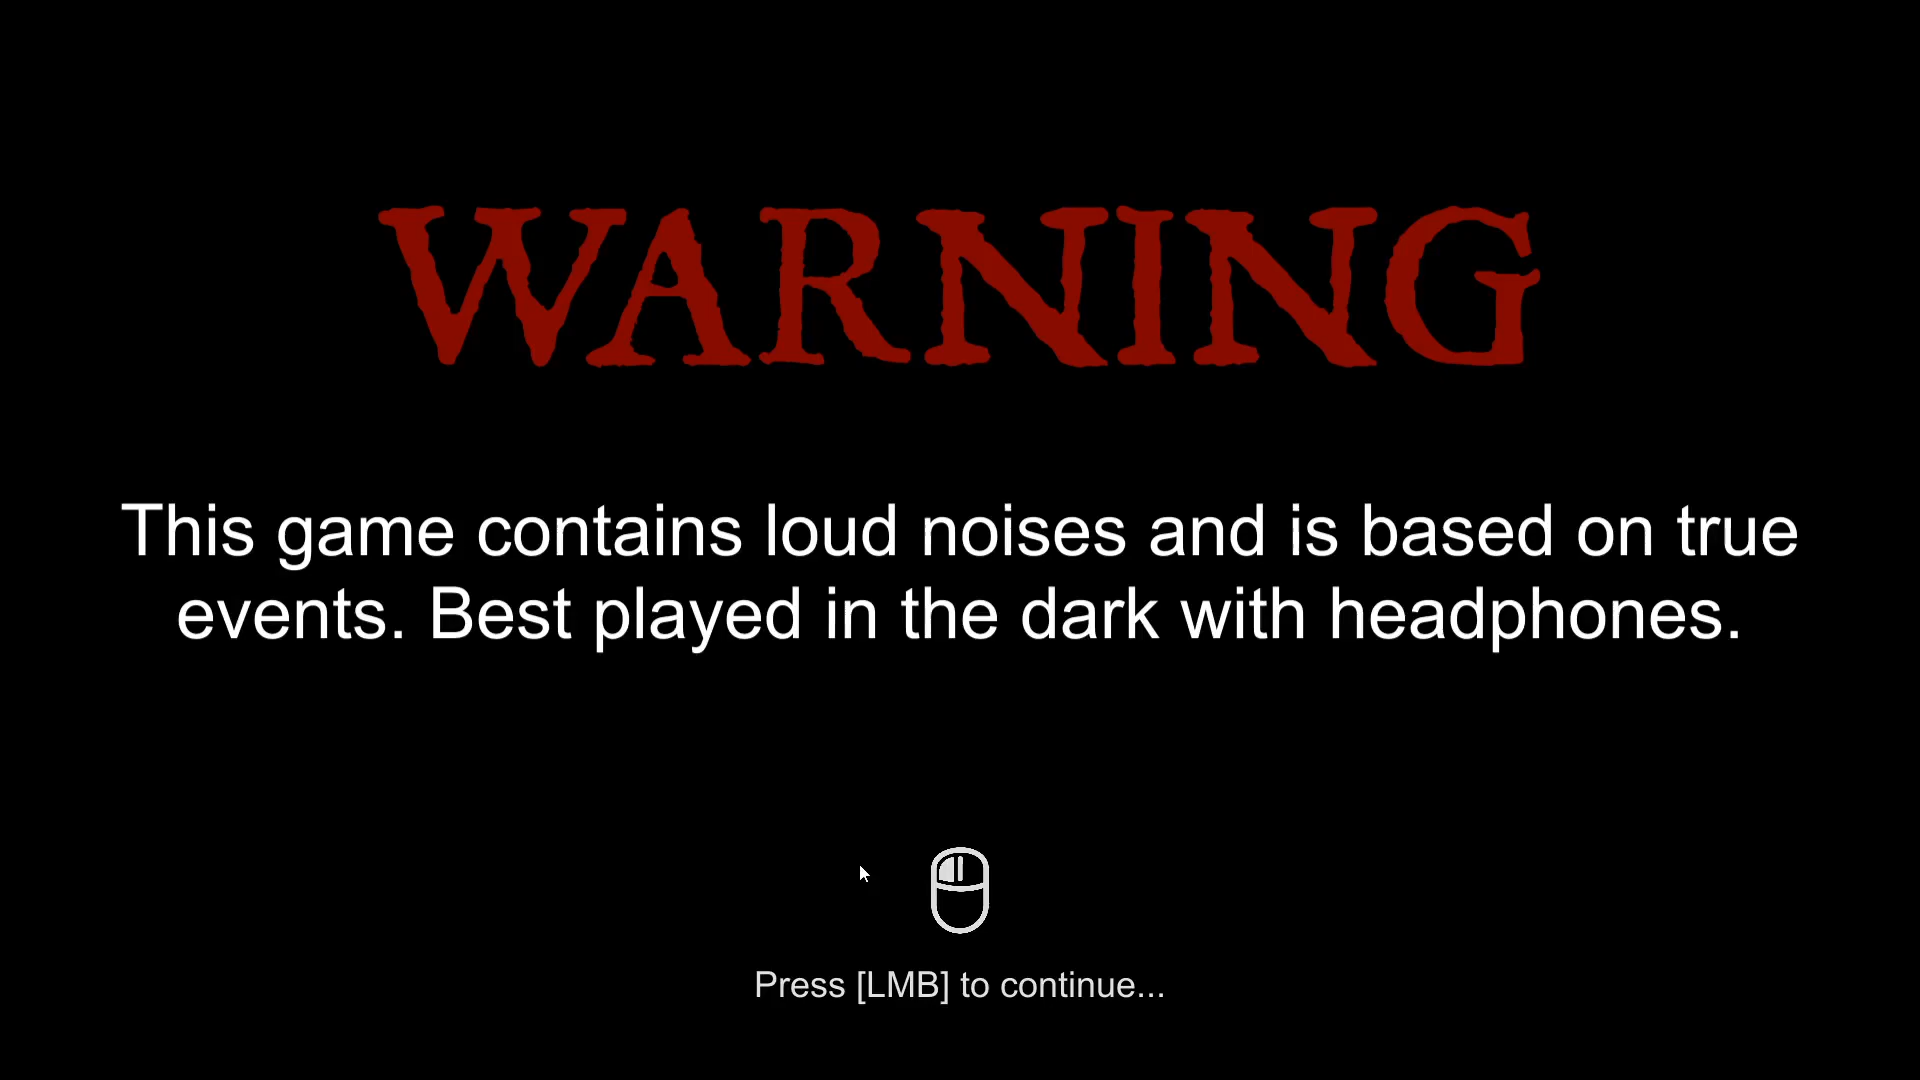 WARNING
This game contains loud noises and is based on true
events. Best played in the dark with headphones.
Press [LMB] to continue...